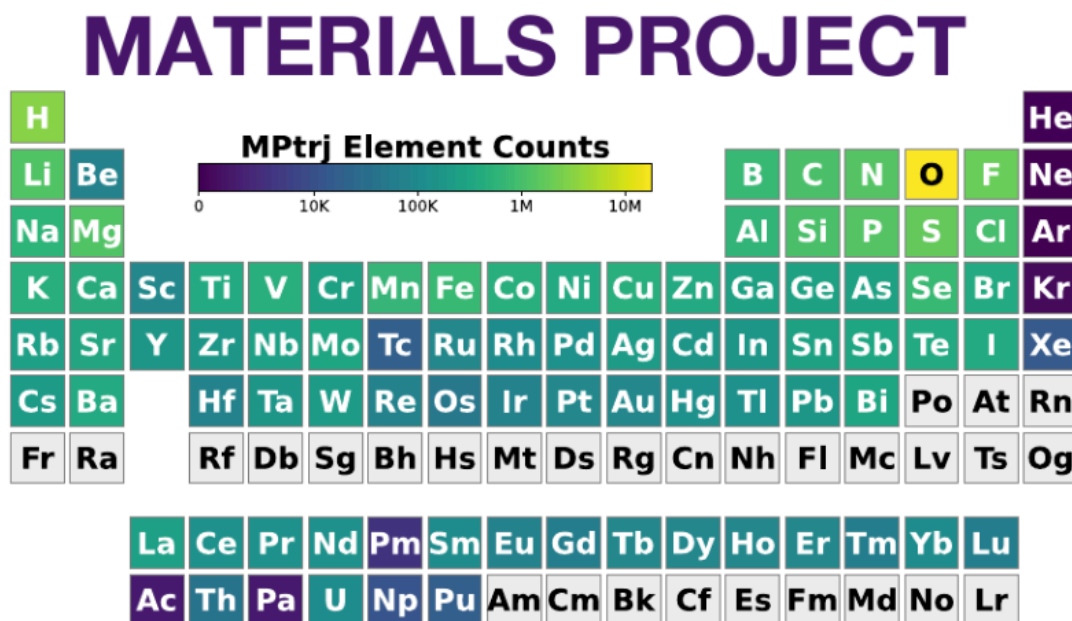 MATERIALS PROJECT
H He
MPtrj Element Counts
Li Be B C N O F Ne
0 10K 100K 1M 10M
Na Mg Al Si P S Cl Ar
K Ca Sc Ti V Cr Mn Fe Co Ni Cu Zn Ga Ge As Se Br Kr
Rb Sr Y Zr Nb Mo Tc Ru Rh Pd Ag Cd In Sn Sb Te I Xe
Cs Ba Hf Ta W Re Os Ir Pt Au Hg Tl Pb Bi Po At Rn
Fr Ra Rf Db Sg Bh Hs Mt Ds Rg Cn Nh Fl Mc Lv Ts Og
La Ce Pr Nd Pm Sm Eu Gd Tb Dy Ho Er Tm Yb Lu
Ac Th Pa U Np Pu Am Cm Bk Cf Es Fm Md No Lr